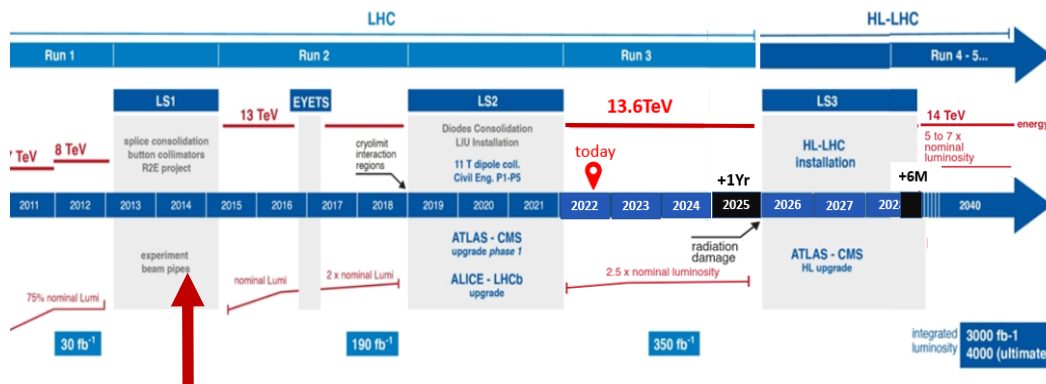 LHC
HL-LHC
Run 1
Run 2
Run 3
Run 4 - 5...
LS1
EYETS
LS2
13.6TeV
LS3
14 TeV
energy
13 TeV
splice consolidation
button collimators
R2E project
Diodes Consolidation
LIU Installation
11 T dipole coll.
Civil Eng. P1-P5
HL-LHC
installation
5 to 7 x
nominal
luminosity
7 TeV
8 TeV
cryolimit
interaction
regions
today
+1Yr
+6M
2011
2012
2013
2014
2015
2016
2017
2018
2019
2020
2021
2022
2023
2024
2025
2026
2027
2028
2040
experiment
beam pipes
ATLAS - CMS
upgrade phase 1
ALICE - LHCb
upgrade
radiation
damage
ATLAS - CMS
HL upgrade
75% nominal Lumi
nominal Lumi
2 x nominal Lumi
2.5 x nominal luminosity
30 fb-1
190 fb-1
350 fb-1
integrated
luminosity
3000 fb-1
4000 (ultimate